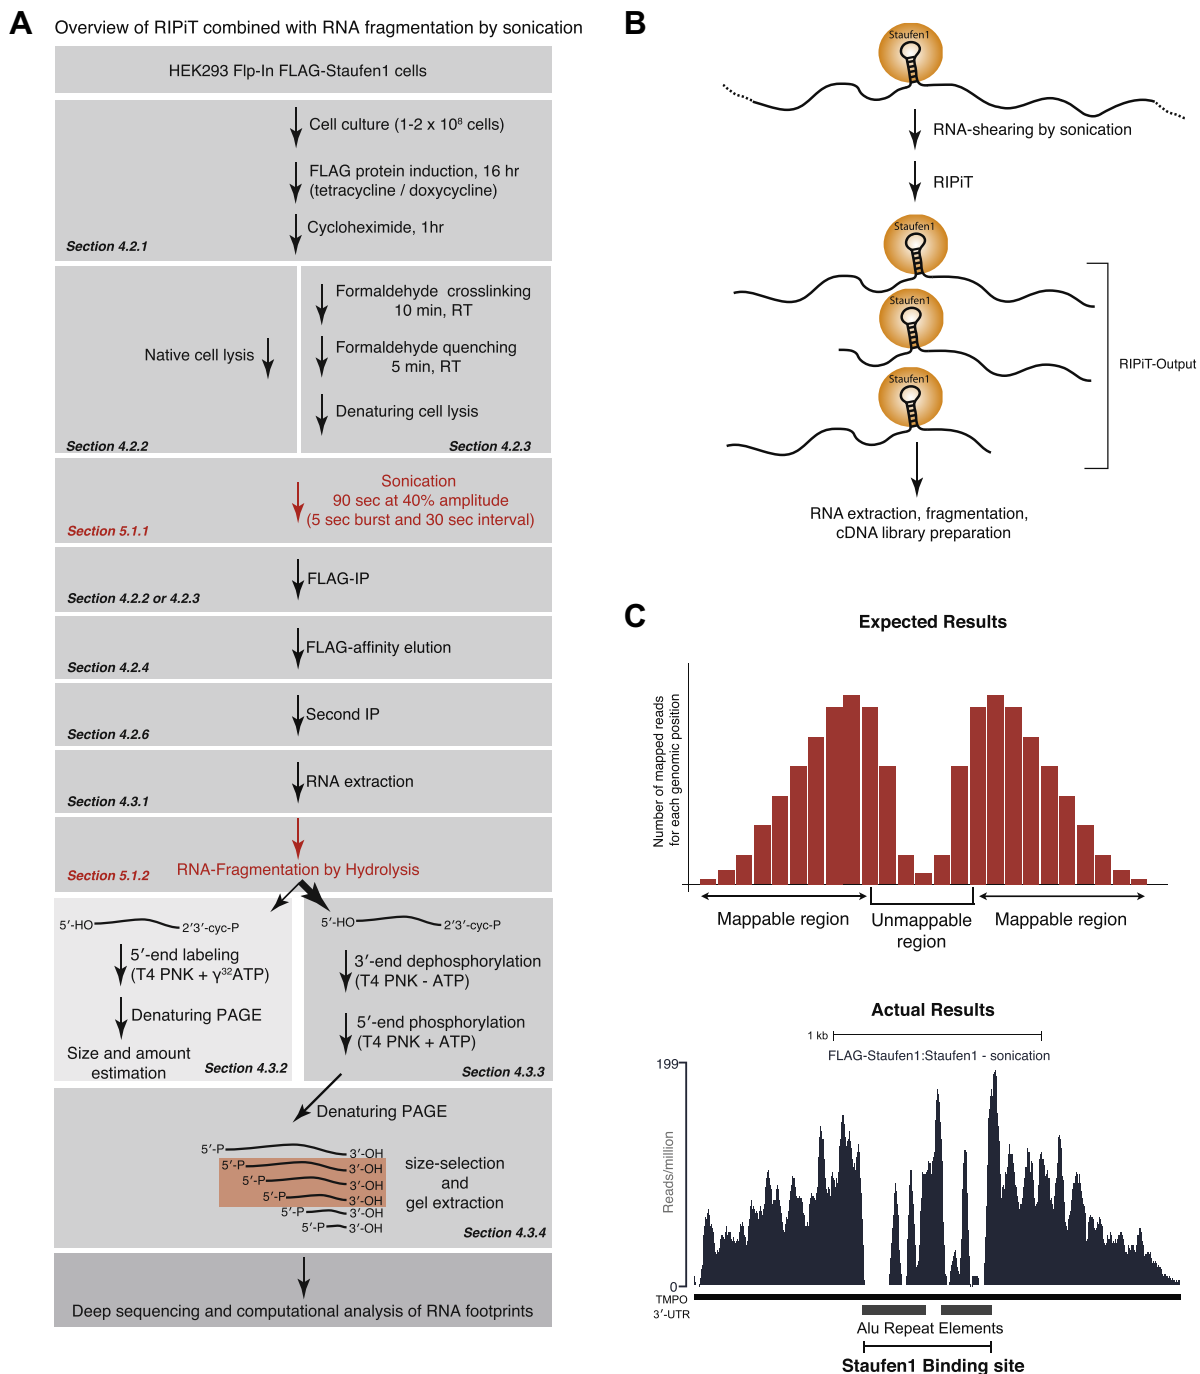 A
Overview of RIPiT combined with RNA fragmentation by sonication
HEK293 Flp-In FLAG-Staufen1 cells
Cell culture (1-2 x 10⁸ cells)
FLAG protein induction, 16 hr
(tetracycline / doxycycline)
Cycloheximide, 1hr
Section 4.2.1
Native cell lysis
Section 4.2.2
Formaldehyde crosslinking
10 min, RT
Formaldehyde quenching
5 min, RT
Denaturing cell lysis
Section 4.2.3
Sonication
90 sec at 40% amplitude
(5 sec burst and 30 sec interval)
Section 5.1.1
FLAG-IP
Section 4.2.2 or 4.2.3
FLAG-affinity elution
Section 4.2.4
Second IP
Section 4.2.6
RNA extraction
Section 4.3.1
RNA-Fragmentation by Hydrolysis
Section 5.1.2
5′-HO
2′3′-cyc-P
5′-end labeling
(T4 PNK + γ³²ATP)
Denaturing PAGE
Size and amount
estimation
Section 4.3.2
5′-HO
2′3′-cyc-P
3′-end dephosphorylation
(T4 PNK - ATP)
5′-end phosphorylation
(T4 PNK + ATP)
Section 4.3.3
Denaturing PAGE
5′-P
3′-OH
5′-P
3′-OH
5′-P
3′-OH
5′-P
3′-OH
5′-P
3′-OH
5′-P
3′-OH
size-selection
and
gel extraction
Section 4.3.4
Deep sequencing and computational analysis of RNA footprints
B
Staufen1
RNA-shearing by sonication
RIPiT
Staufen1
Staufen1
Staufen1
RIPiT-Output
RNA extraction, fragmentation,
cDNA library preparation
C
Expected Results
Number of mapped reads
for each genomic position
Mappable region
Unmappable
region
Mappable region
Actual Results
1 kb
FLAG-Staufen1:Staufen1 - sonication
199
Reads/million
0
TMPO
3′-UTR
Alu Repeat Elements
Staufen1 Binding site